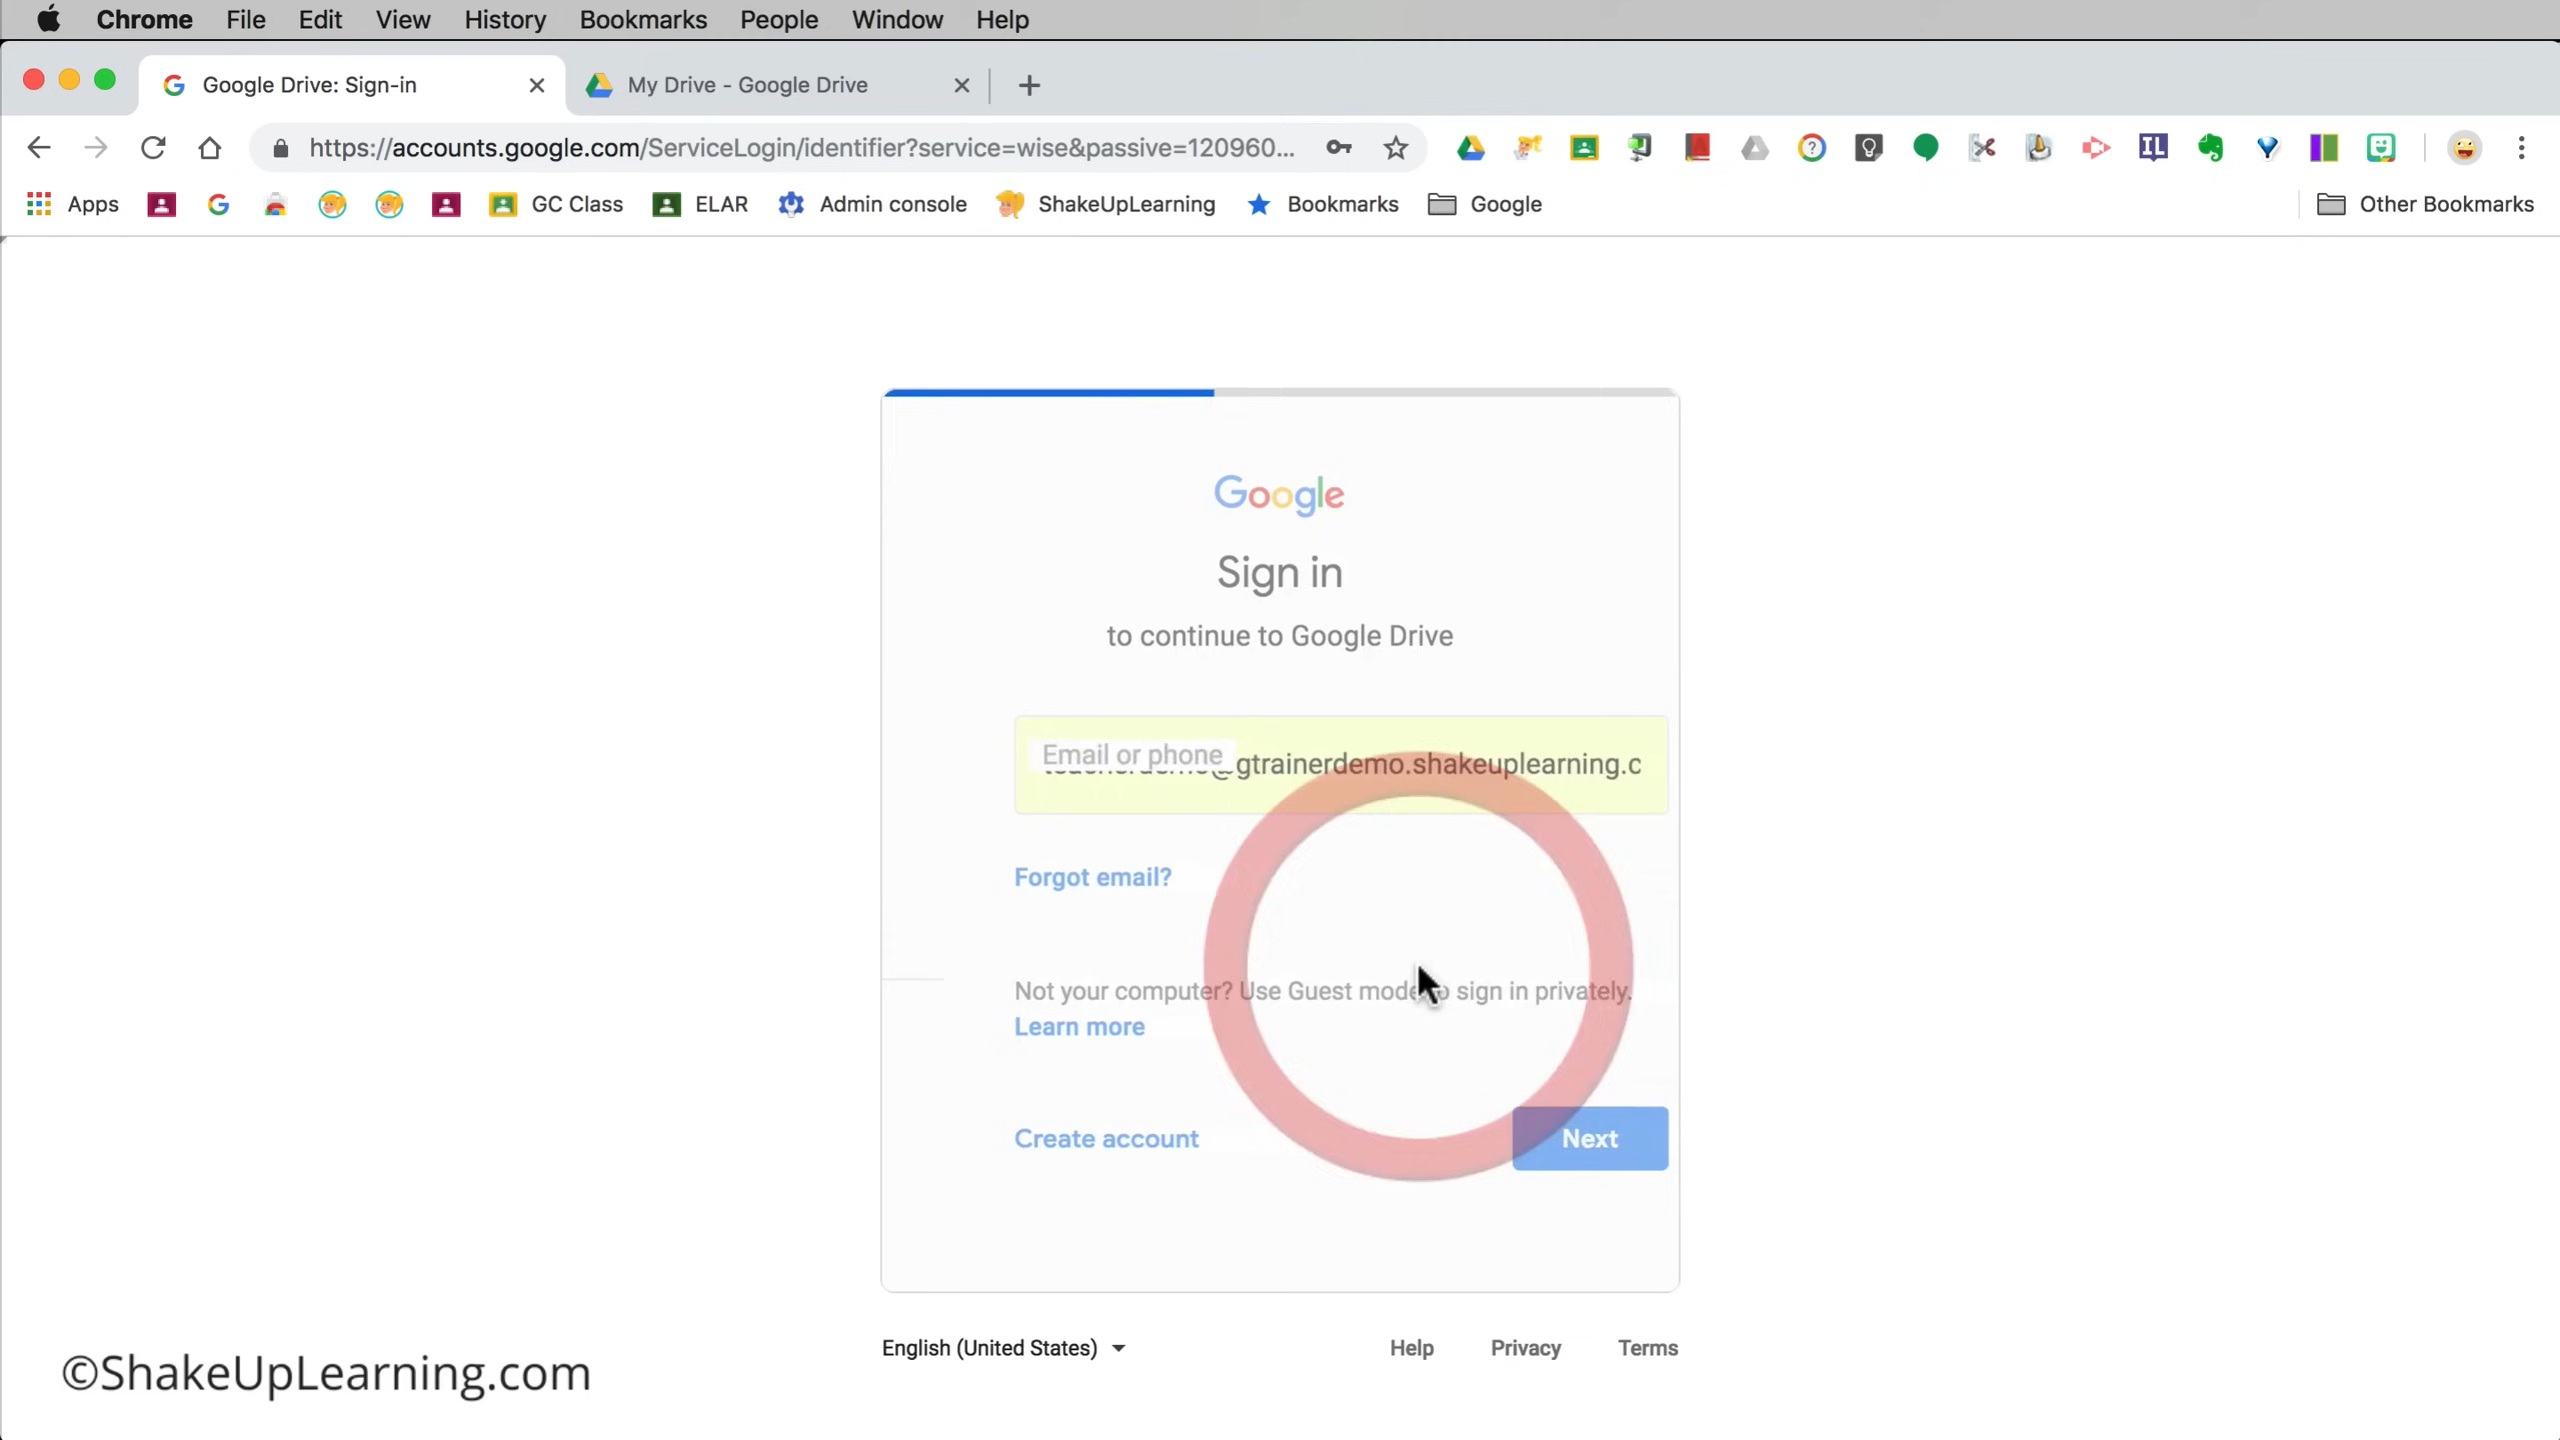 Chrome File Edit View History Bookmarks People Window Help
Google Drive: Sign-in My Drive - Google Drive
https://accounts.google.com/ServiceLogin/identifier?service=wise&passive=120960...
Apps GC Class ELAR Admin console ShakeUpLearning Bookmarks Google Other Bookmarks
Google
Sign in
to continue to Google Drive
Email or phone
@gtrainerdemo.shakeuplearning.c
Forgot email?
Not your computer? Use Guest mode sign in privately.
Learn more
Create account Next
English (United States) Help Privacy Terms
©ShakeUpLearning.com